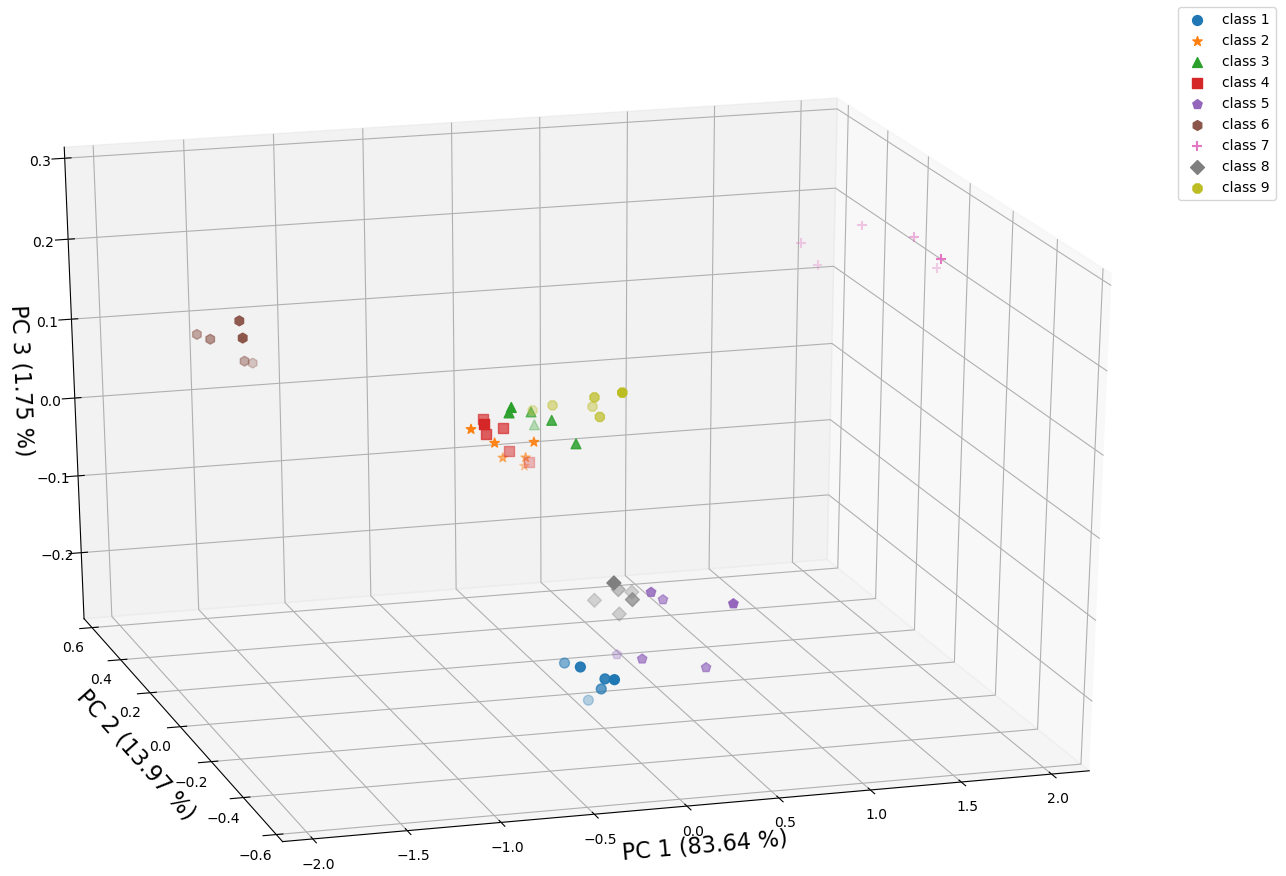 class 1
class 2
class 3
class 4
class 5
class 6
class 7
class 8
class 9
0.3
0.2
0.1
0.0
−0.1
−0.2
PC 3 (1.75 %)
0.6
0.4
0.2
0.0
−0.2
−0.4
−0.6
PC 2 (13.97 %)
−2.0
−1.5
−1.0
−0.5
0.0
0.5
1.0
1.5
2.0
PC 1 (83.64 %)